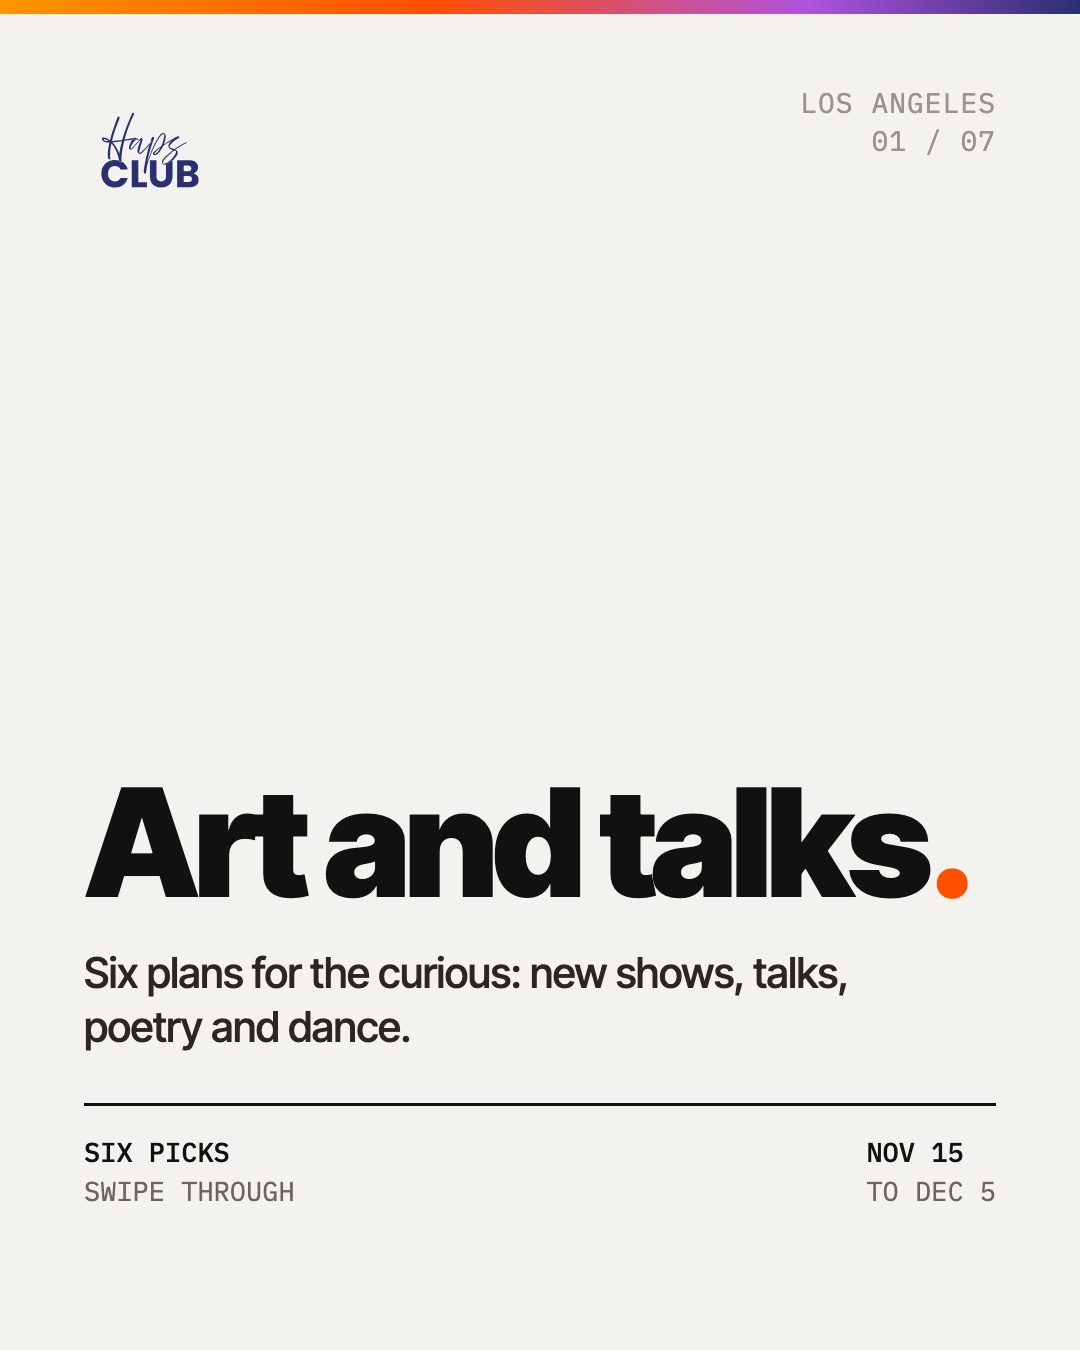 Haps
CLUB
LOS ANGELES
01 / 07
Art and talks.
Six plans for the curious: new shows, talks,
poetry and dance.
SIX PICKS
SWIPE THROUGH
NOV 15
TO DEC 5